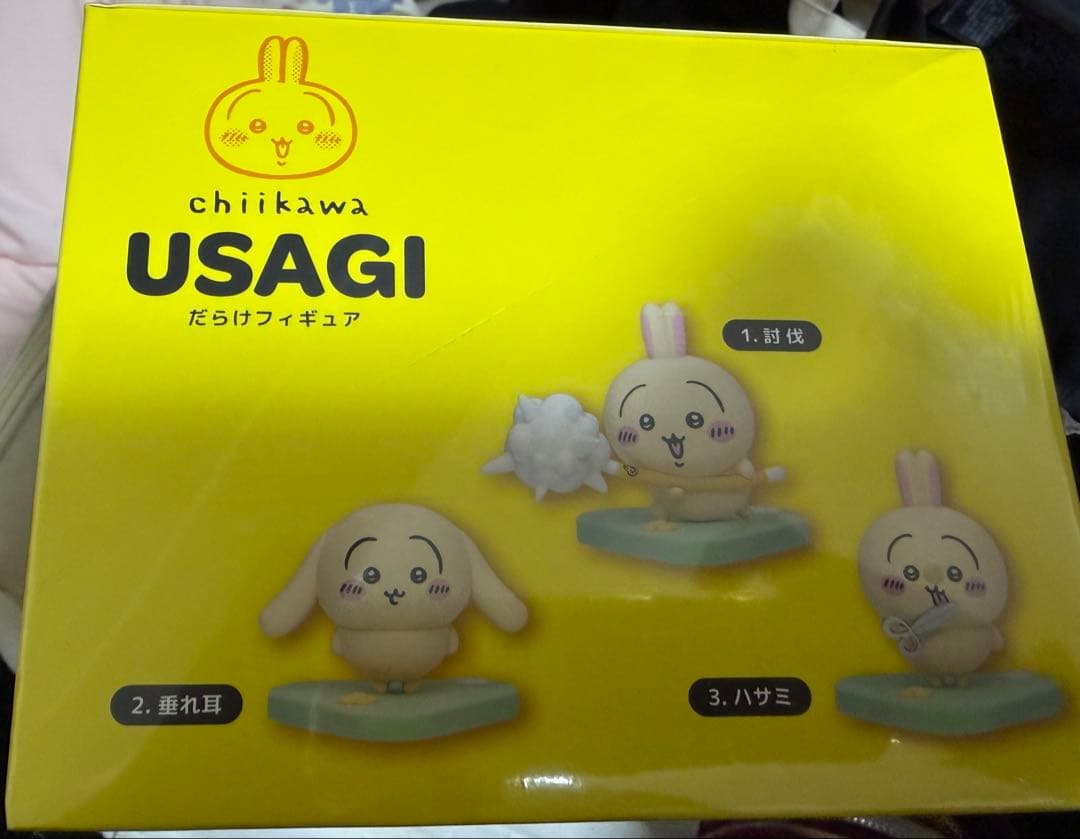 chiikawa
USAGI
だらけフィギュア
1. 討伐
2. 垂れ耳
3. ハサミ